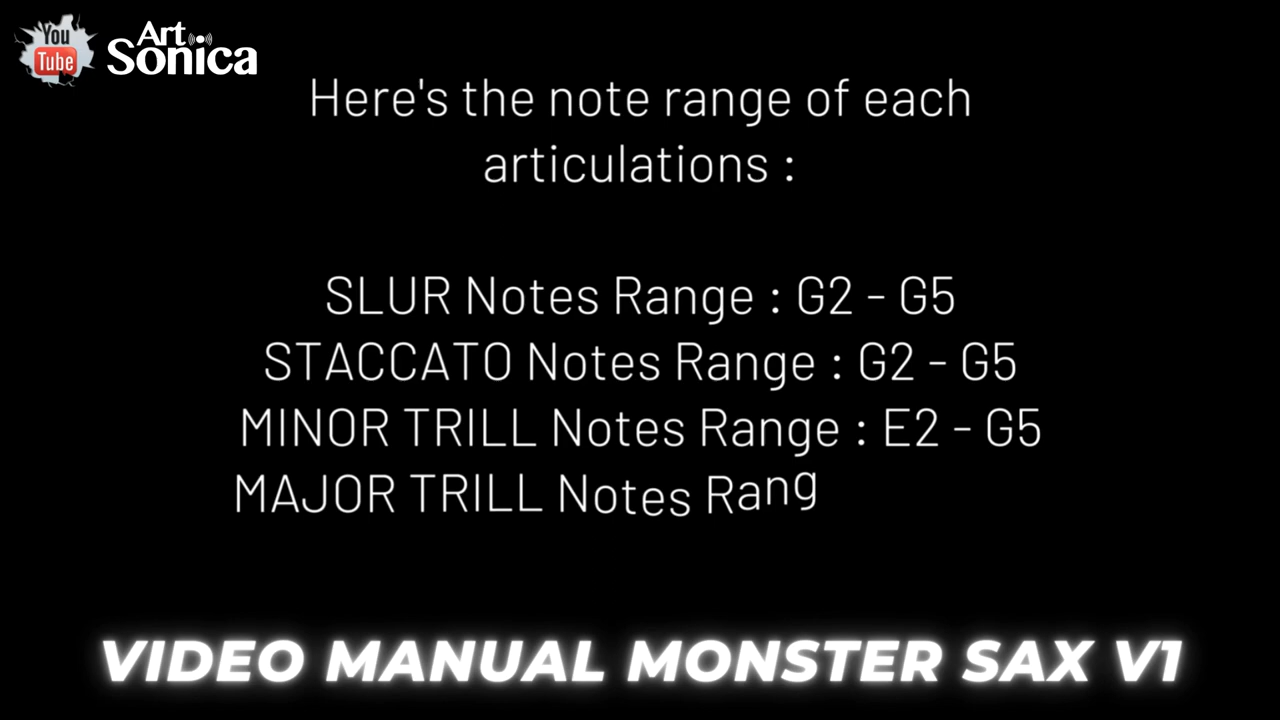 You
Tube
Art
Sonica
Here's the note range of each
articulations :
SLUR Notes Range : G2 - G5
STACCATO Notes Range : G2 - G5
MINOR TRILL Notes Range : E2 - G5
MAJOR TRILL Notes Rang
VIDEO MANUAL MONSTER SAX V1